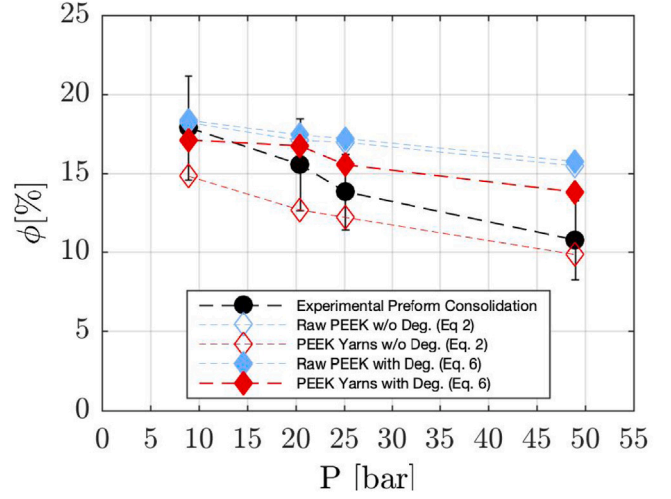 25
20
15
10
5
0
ϕ[%]
Experimental Preform Consolidation
Raw PEEK w/o Deg. (Eq 2)
PEEK Yarns w/o Deg. (Eq. 2)
Raw PEEK with Deg. (Eq. 6)
PEEK Yarns with Deg. (Eq. 6)
0 5 10 15 20 25 30 35 40 45 50 55
P [bar]